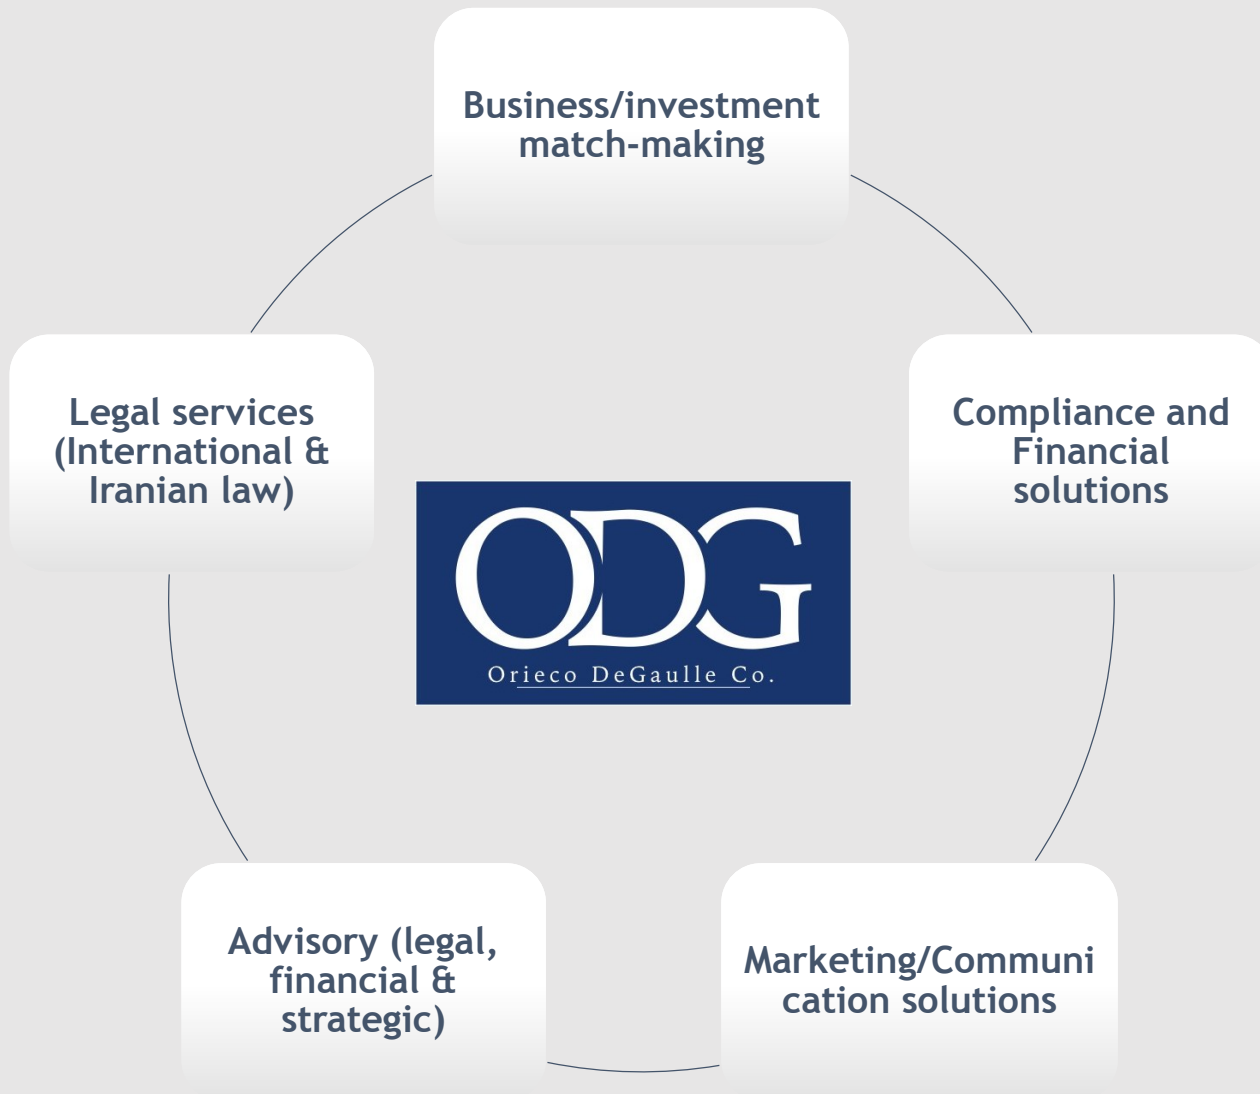 Business/investment
match-making
Legal services
(International &
Iranian law)
Compliance and
Financial
solutions
ODG
Orieco DeGaulle Co.
Advisory (legal,
financial &
strategic)
Marketing/Communi
cation solutions